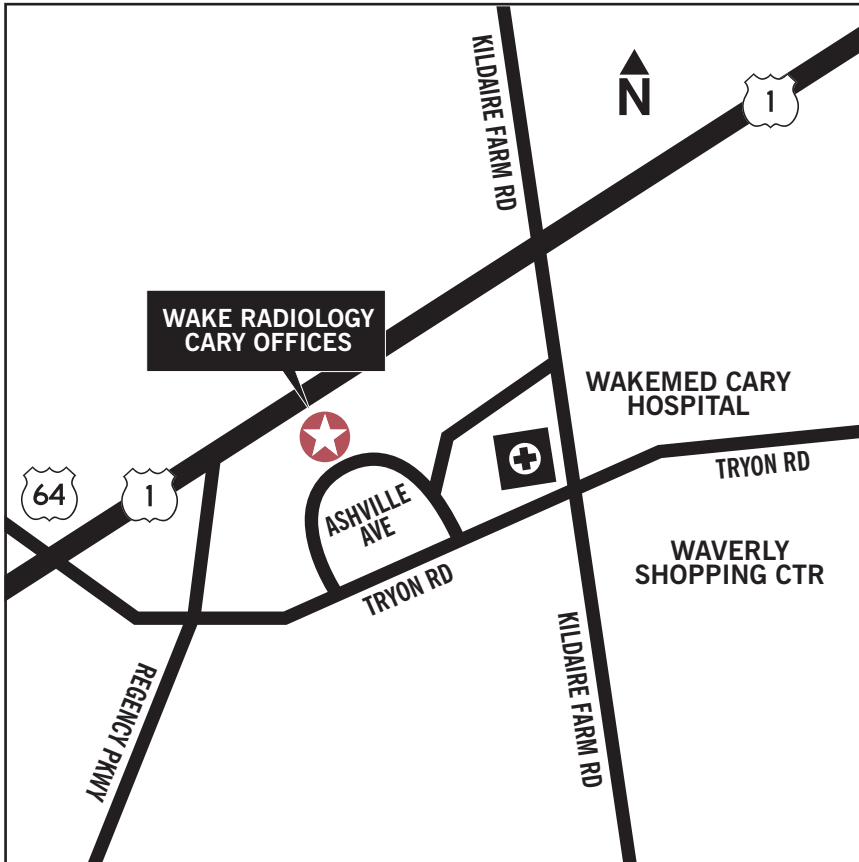 KILDAIRE FARM RD
N
1
WAKE RADIOLOGY
CARY OFFICES
WAKEMED CARY
HOSPITAL
TRYON RD
64
1
ASHVILLE
AVE
WAVERLY
SHOPPING CTR
TRYON RD
KILDAIRE FARM RD
REGENCY PKWY